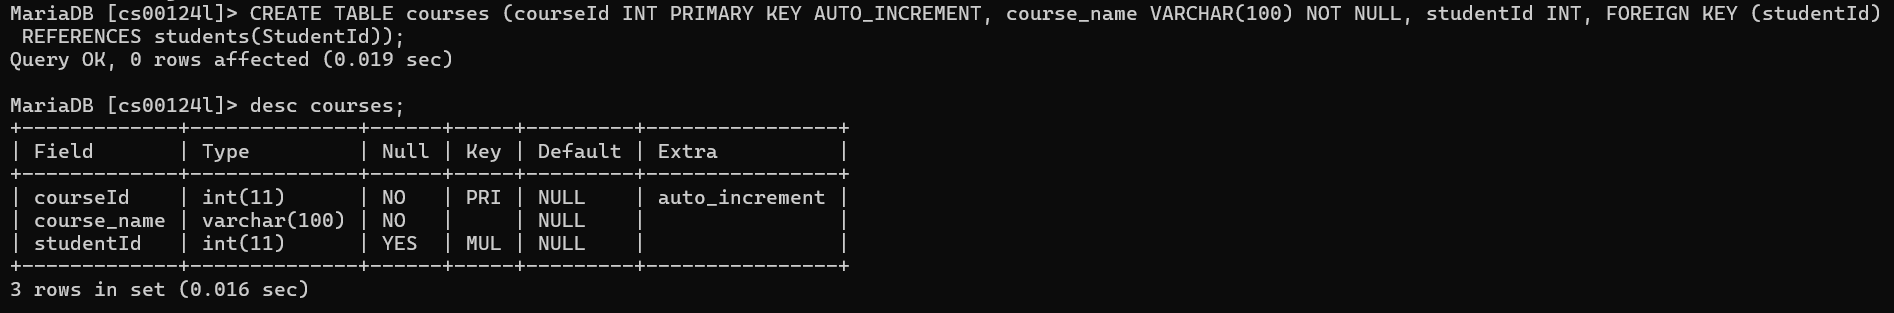 MariaDB [cs00124l]> CREATE TABLE courses (courseId INT PRIMARY KEY AUTO_INCREMENT, course_name VARCHAR(100) NOT NULL, studentId INT, FOREIGN KEY (studentId)
 REFERENCES students(StudentId));
Query OK, 0 rows affected (0.019 sec)

MariaDB [cs00124l]> desc courses;
+-------------+--------------+------+-----+---------+----------------+
| Field       | Type         | Null | Key | Default | Extra          |
+-------------+--------------+------+-----+---------+----------------+
| courseId    | int(11)      | NO   | PRI | NULL    | auto_increment |
| course_name | varchar(100) | NO   |     | NULL    |                |
| studentId   | int(11)      | YES  | MUL | NULL    |                |
+-------------+--------------+------+-----+---------+----------------+
3 rows in set (0.016 sec)